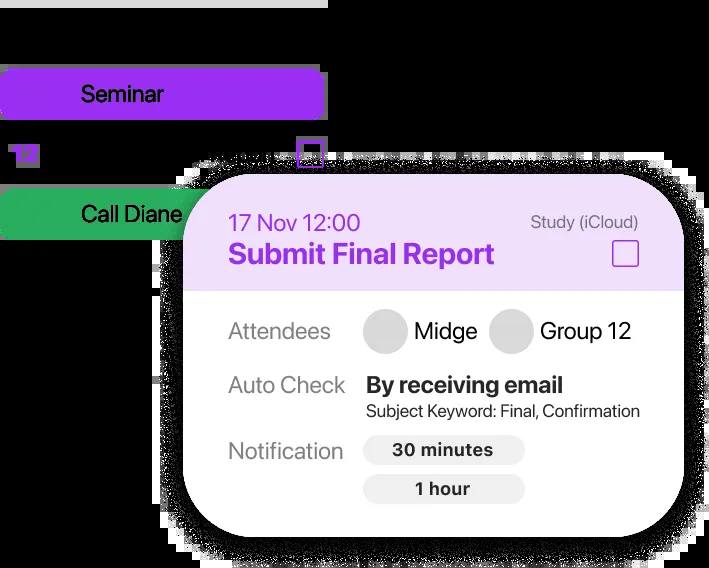 Seminar
12
Call Diane
17 Nov 12:00
Study (iCloud)
Submit Final Report
Attendees
Midge
Group 12
Auto Check
By receiving email
Subject Keyword: Final, Confirmation
Notification
30 minutes
1 hour